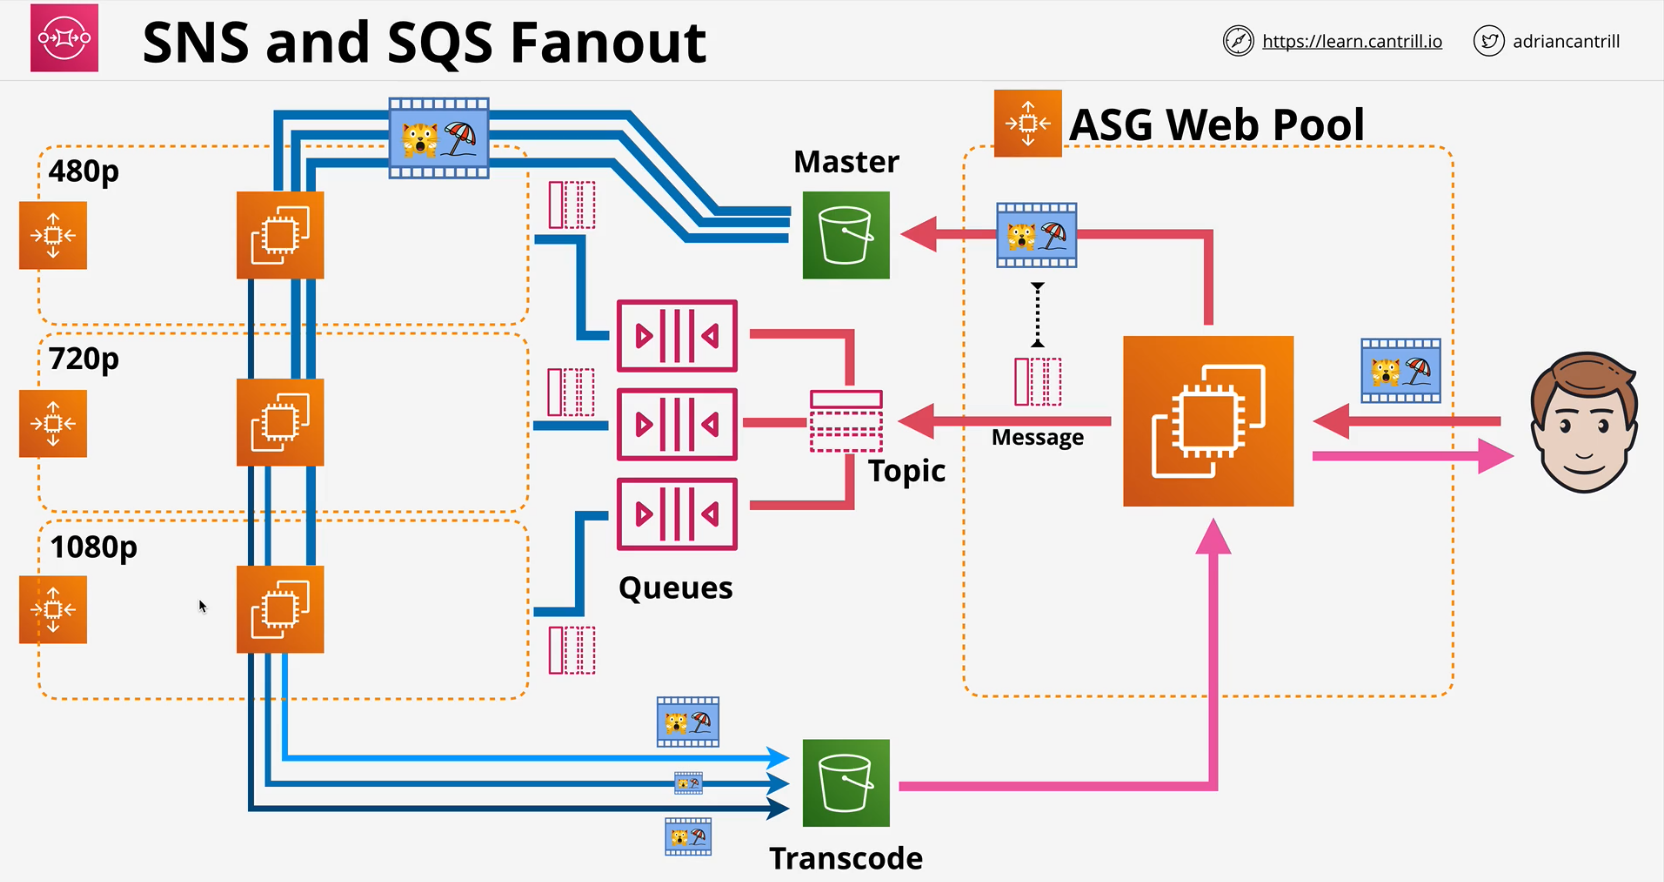 SNS and SQS Fanout
https://learn.cantrill.io
adriancantrill
ASG Web Pool
480p
Master
720p
Message
Topic
1080p
Queues
Transcode